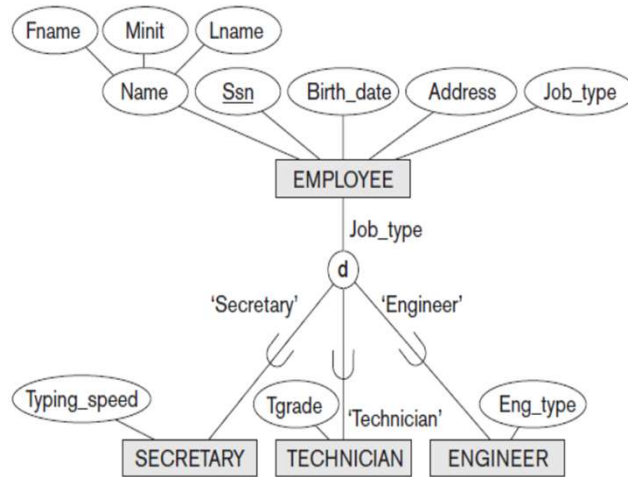 Fname Minit Lname
Name Ssn Birth_date Address Job_type
EMPLOYEE
Job_type
d
‘Secretary’ ‘Engineer’
Typing_speed Tgrade ‘Technician’ Eng_type
SECRETARY TECHNICIAN ENGINEER